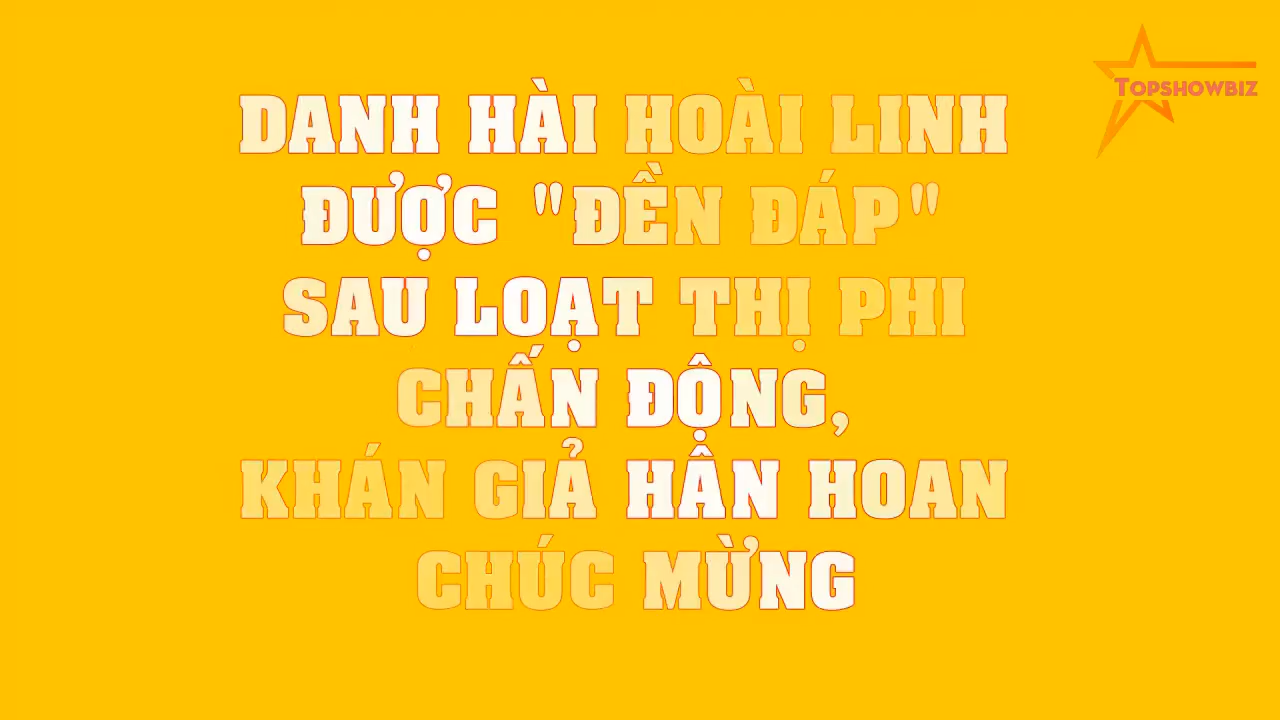 TOPSHOWBIZ
DANH HÀI HOÀI LINH
ĐƯỢC "ĐỀN ĐÁP"
SAU LOẠT THỊ PHI
CHẤN ĐỘNG,
KHÁN GIẢ HÂN HOAN
CHÚC MỪNG